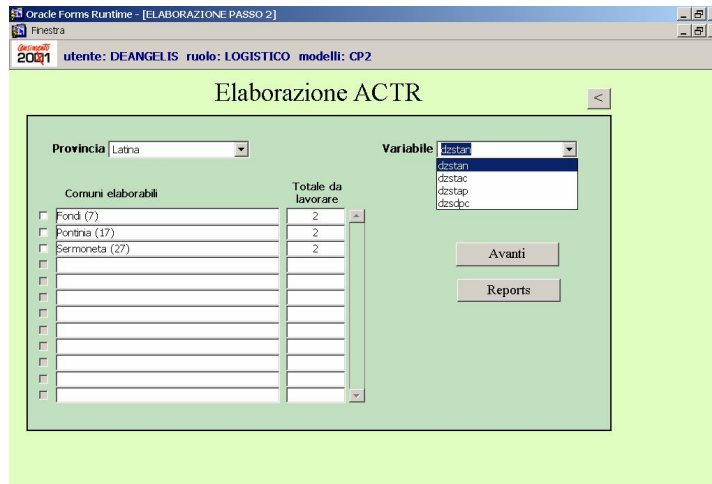 Oracle Forms Runtime - [ELABORAZIONE PASSO 2]
Finestra
Censimento 2001 utente: DEANGELIS ruolo: LOGISTICO modelli: CP2
Elaborazione ACTR
<
Provincia Latina
Variabile dzstan
dzstan
dzstac
dzstap
dzsdpc
Comuni elaborabili
Totale da
lavorare
Fondi (7) 2
Pontinia (17) 2
Sermoneta (27) 2
Avanti
Reports